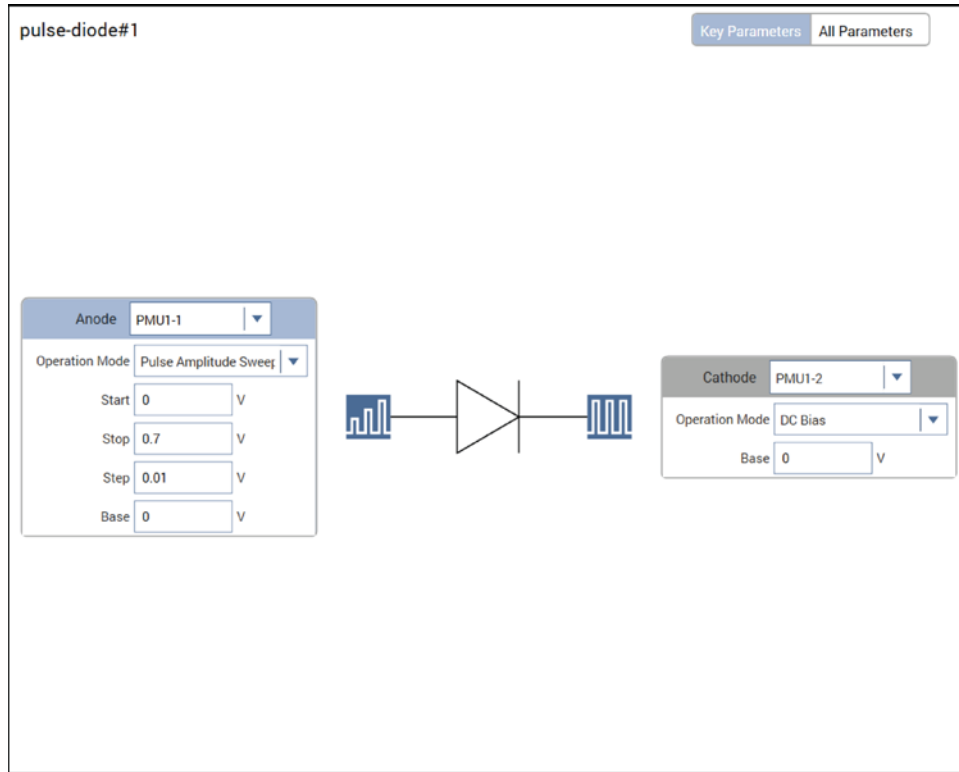 pulse-diode#1
Key Parameters All Parameters
Anode PMU1-1
Operation Mode Pulse Amplitude Sweep
Start 0 V
Stop 0.7 V
Step 0.01 V
Base 0 V
Cathode PMU1-2
Operation Mode DC Bias
Base 0 V